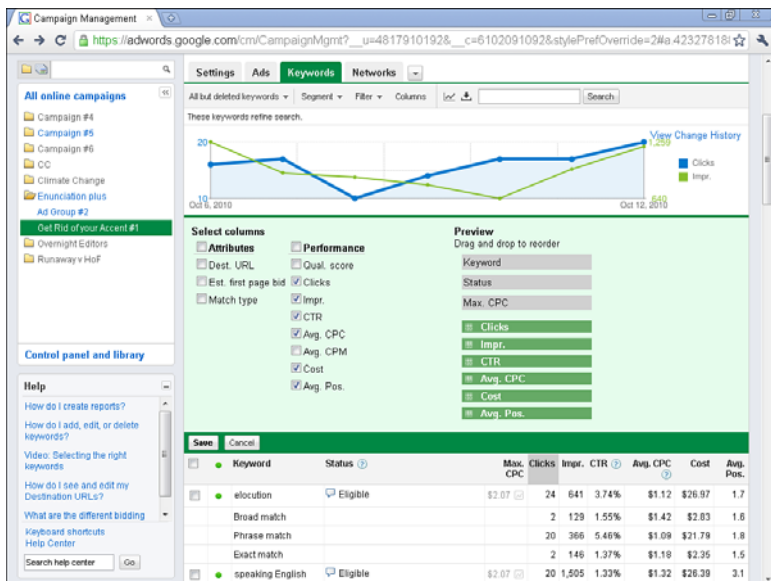 Campaign Management
https://adwords.google.com/cm/CampaignMgmt?__u=4817910192&__c=6102091092&stylePrefOverride=2#a.42327818
All online campaigns
Campaign #4
Campaign #5
Campaign #6
CC
Climate Change
Enunciation plus
Ad Group #2
Get Rid of your Accent #1
Overnight Editors
Runaway v HoF
Control panel and library
Help
How do I create reports?
How do I add, edit, or delete
keywords?
Video: Selecting the right
keywords
How do I see and edit my
Destination URLs?
What are the different bidding
Keyboard shortcuts
Help Center
Search help center Go
Settings Ads Keywords Networks
All but deleted keywords Segment Filter Columns Search
These keywords refine search.
View Change History
20 1,259
Clicks
Impr.
10 640
Oct 6, 2010 Oct 12, 2010
Select columns
Attributes
Dest. URL
Est. first page bid
Match type
Performance
Qual. score
Clicks
Impr.
CTR
Avg. CPC
Avg. CPM
Cost
Avg. Pos.
Preview
Drag and drop to reorder
Keyword
Status
Max. CPC
Clicks
Impr.
CTR
Avg. CPC
Cost
Avg. Pos.
Save Cancel
Keyword Status Max. CPC Clicks Impr. CTR Avg. CPC Cost Avg. Pos.
elocution Eligible $2.07 24 641 3.74% $1.12 $26.97 1.7
Broad match 2 129 1.55% $1.42 $2.83 1.6
Phrase match 20 366 5.46% $1.09 $21.79 1.8
Exact match 2 146 1.37% $1.18 $2.35 1.5
speaking English Eligible $2.07 20 1,505 1.33% $1.32 $26.39 3.1